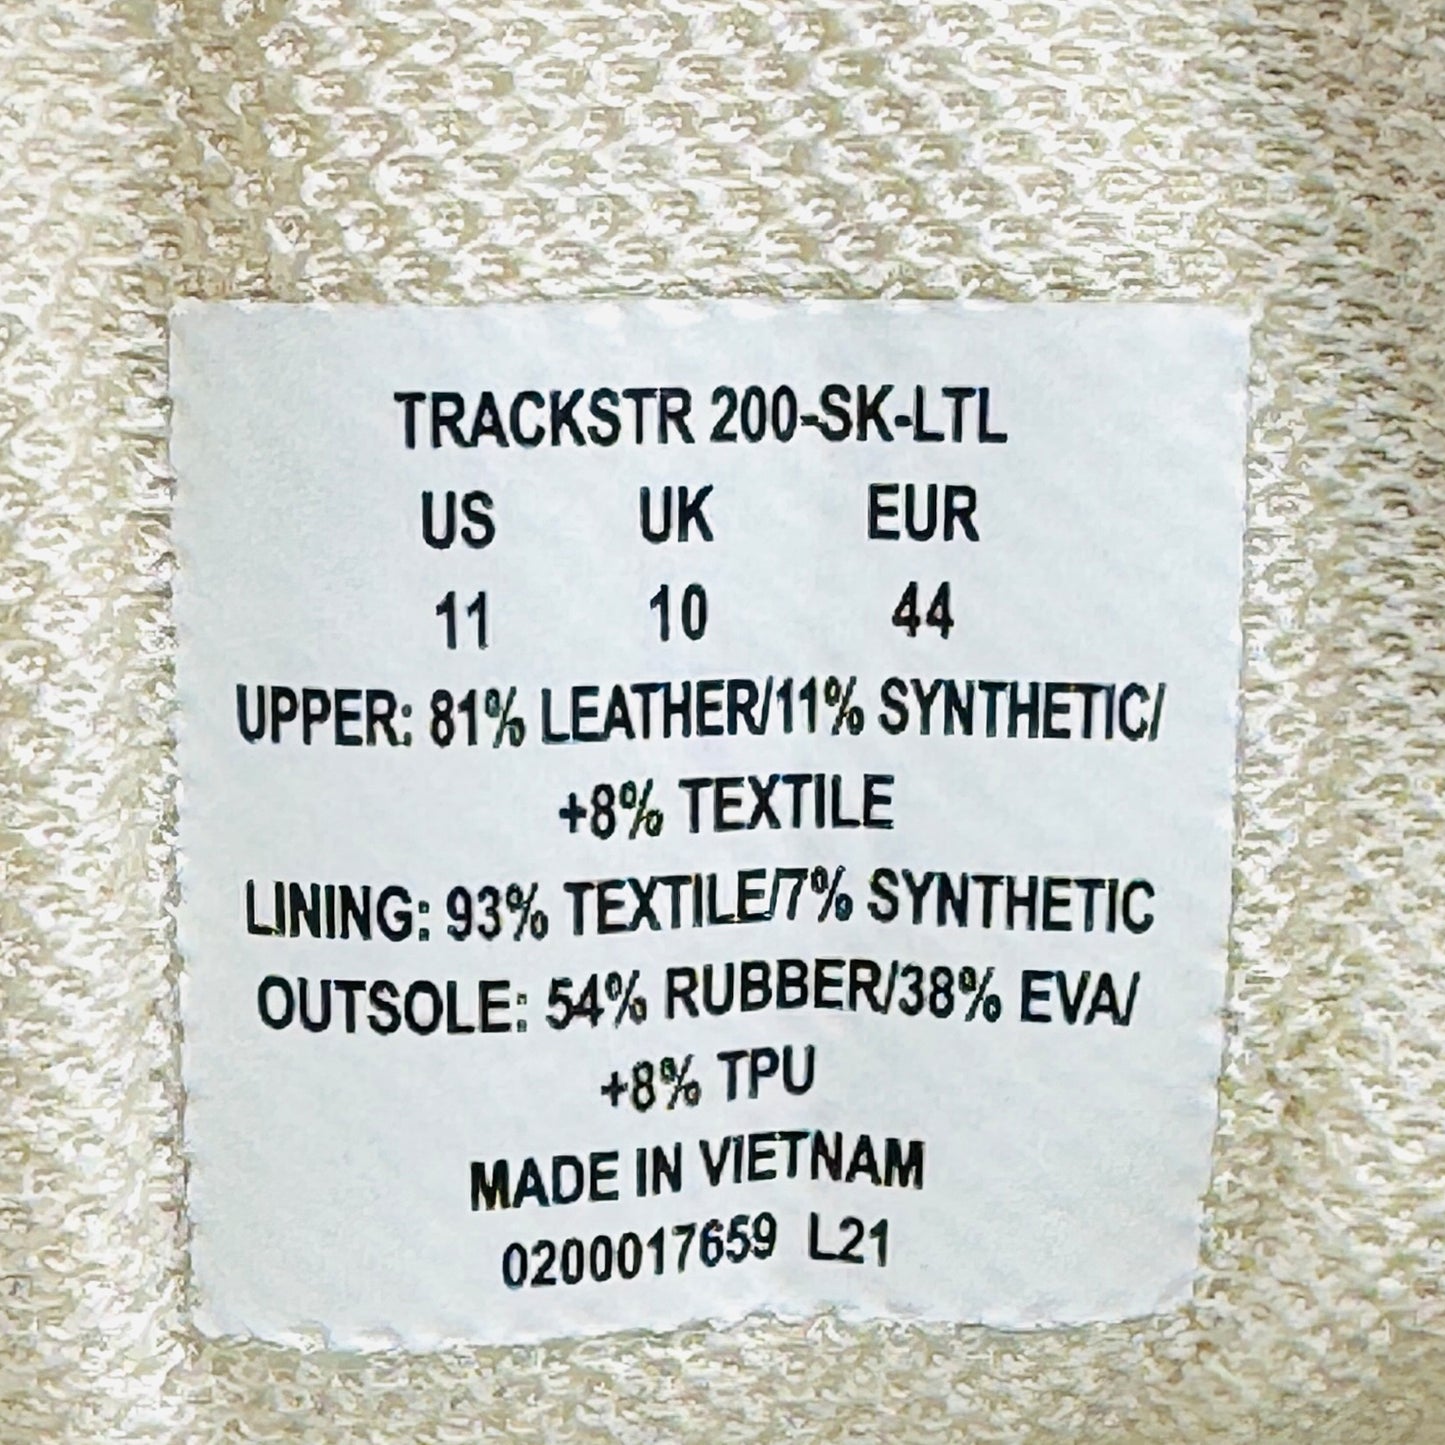 TRACKSTR 200-SK-LTL
US UK EUR
11 10 44
UPPER: 81% LEATHER/11% SYNTHETIC/
+8% TEXTILE
LINING: 93% TEXTILE/7% SYNTHETIC
OUTSOLE: 54% RUBBER/38% EVA/
+8% TPU
MADE IN VIETNAM
0200017659 L21